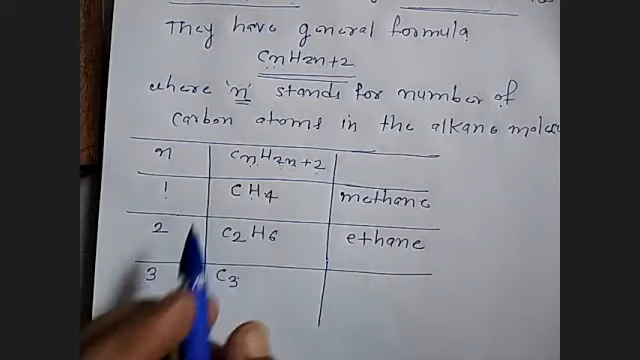 They have general formula
CnH2n+2
where 'n' stands for number of
carbon atoms in the alkane
n CnH2n+2
1 CH4 methane
2 C2H6 ethane
3 C3